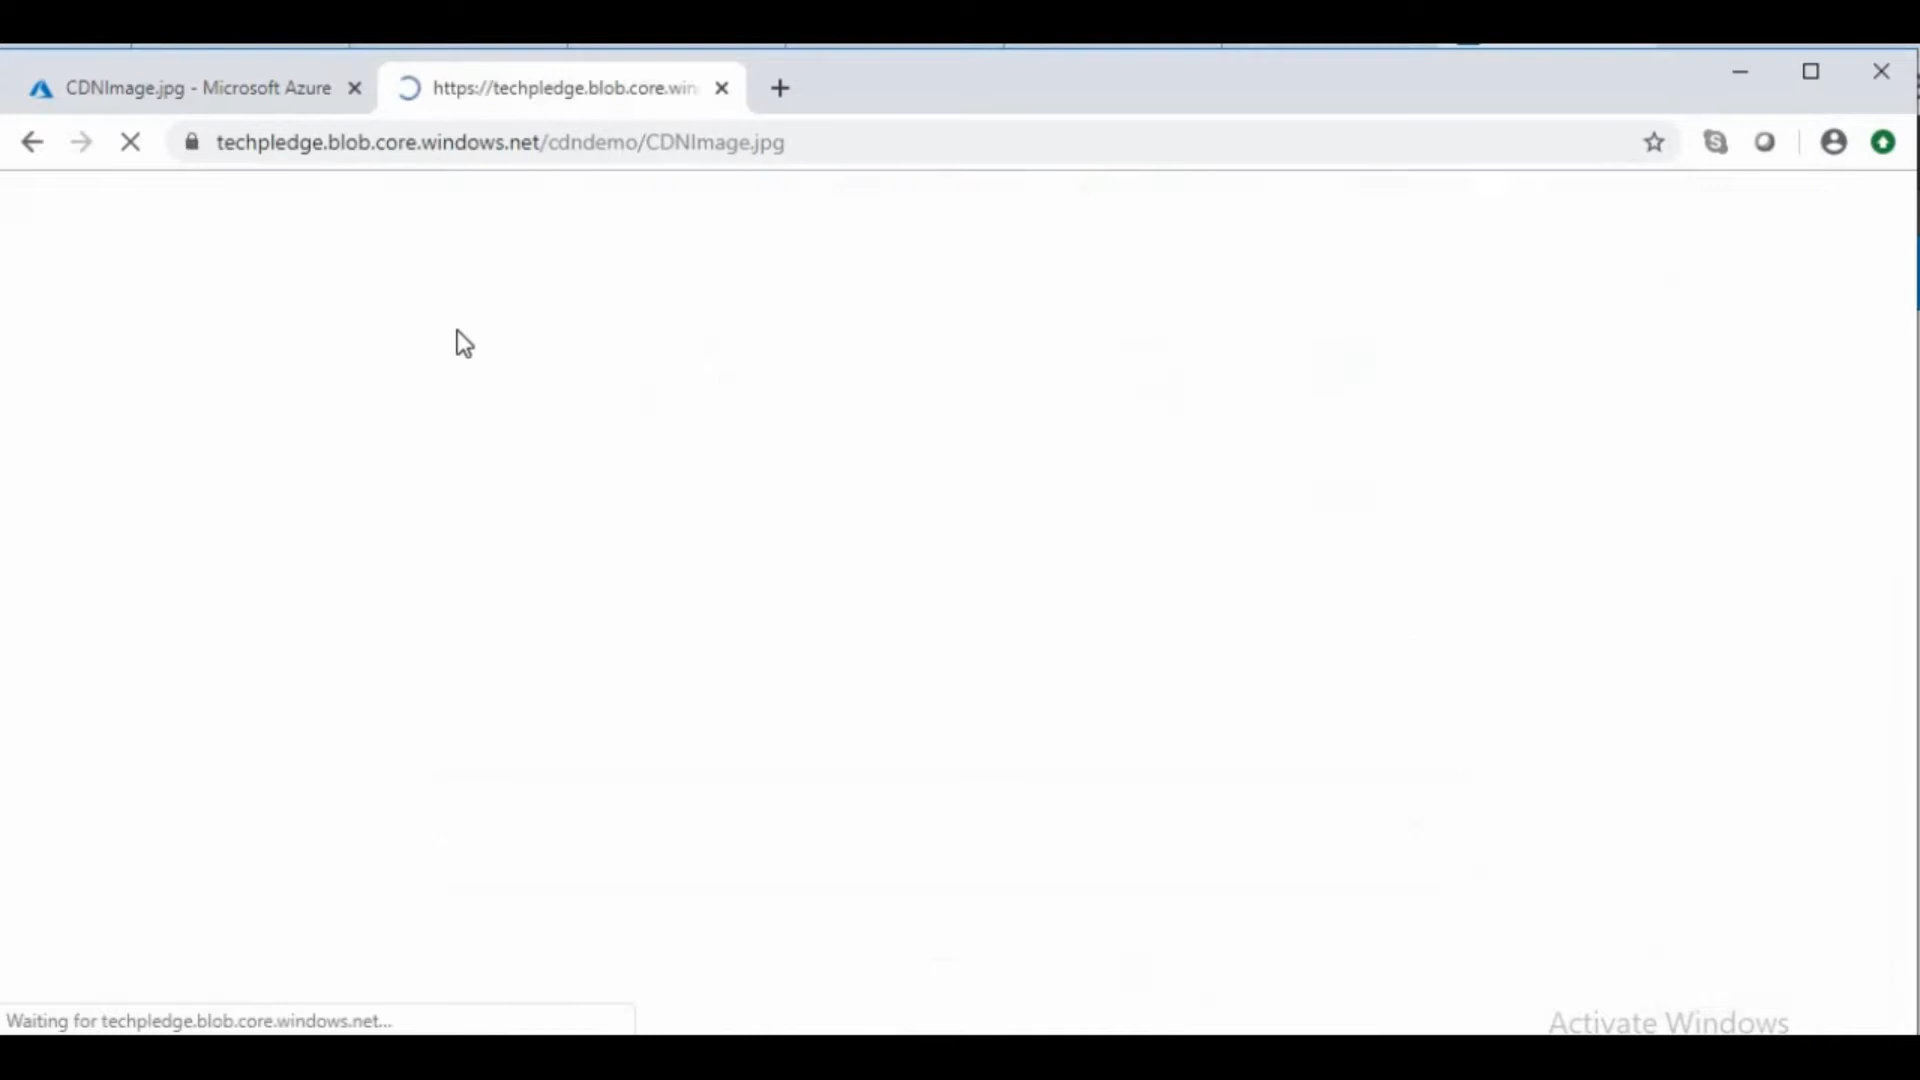 CDNImage.jpg - Microsoft Azure
https://techpledge.blob.core.win
techpledge.blob.core.windows.net/cdndemo/CDNImage.jpg
Waiting for techpledge.blob.core.windows.net...
Activate Windows